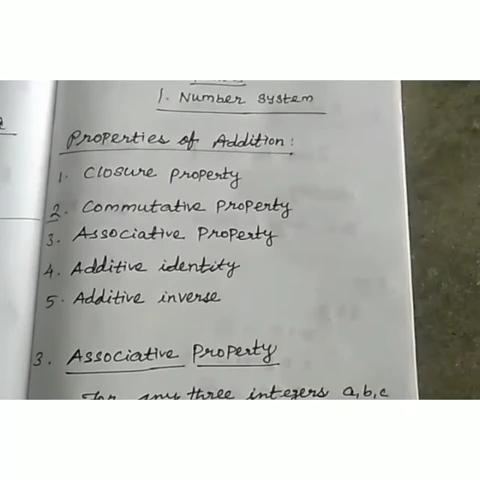 1. Number System
Properties of Addition:
1. Closure property
2. Commutative Property
3. Associative Property
4. Additive identity
5. Additive inverse
3. Associative Property
For any three integers a,b,c